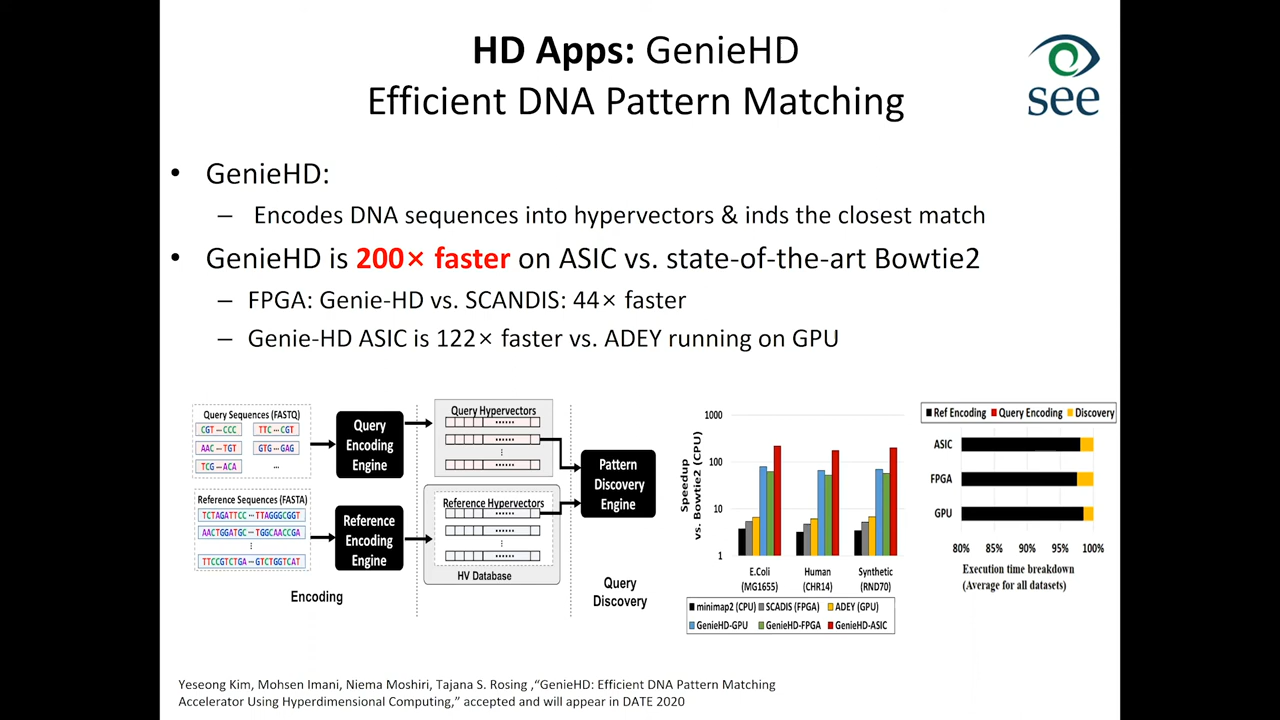 HD Apps: GenieHD
Efficient DNA Pattern Matching
see
• GenieHD:
– Encodes DNA sequences into hypervectors & inds the closest match
• GenieHD is 200× faster on ASIC vs. state-of-the-art Bowtie2
– FPGA: Genie-HD vs. SCANDIS: 44× faster
– Genie-HD ASIC is 122× faster vs. ADEY running on GPU
Query Sequences (FASTQ)
CGT ··· CCC TTC ··· CGT
AAC ··· TGT GTG ··· GAG
TCG ··· ACA ...
Query
Encoding
Engine
Query Hypervectors
······
······
······
Reference Sequences (FASTA)
TCTAGATTCC ··· TTAGGGCGGT
AACTGGATGC ··· TGGCAACCGA
TTCCGTCTGA ··· GTCTGGTCAT
Reference
Encoding
Engine
Reference Hypervectors
······
······
······
HV Database
Pattern
Discovery
Engine
Encoding
Query
Discovery
Speedup
vs. Bowtie2 (CPU)
1000
100
10
1
E.Coli
(MG1655)
Human
(CHR14)
Synthetic
(RND70)
minimap2 (CPU) SCADIS (FPGA) ADEY (GPU)
GenieHD-GPU GenieHD-FPGA GenieHD-ASIC
Ref Encoding Query Encoding Discovery
ASIC
FPGA
GPU
80% 85% 90% 95% 100%
Execution time breakdown
(Average for all datasets)
Yeseong Kim, Mohsen Imani, Niema Moshiri, Tajana S. Rosing ,“GenieHD: Efficient DNA Pattern Matching
Accelerator Using Hyperdimensional Computing,” accepted and will appear in DATE 2020